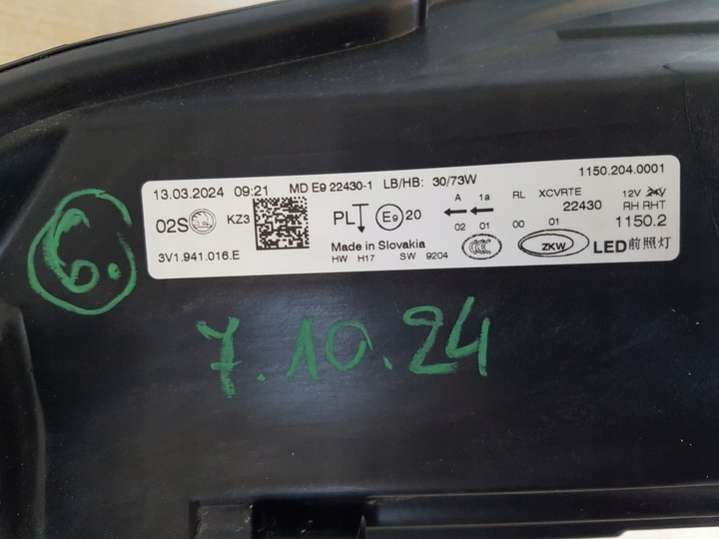 13.03.2024 09:21 MD E9 22430-1 LB/HB: 30/73W 1150.204.0001
02S KZ3 PL E9 20 A 1a RL XCVRTE 12V 24V
22430 RH RHT
02 01 00 01 1150.2
3V1.941.016.E Made in Slovakia CCC ZKW LED前照灯
HW H17 SW 9204
6.
7.10.24